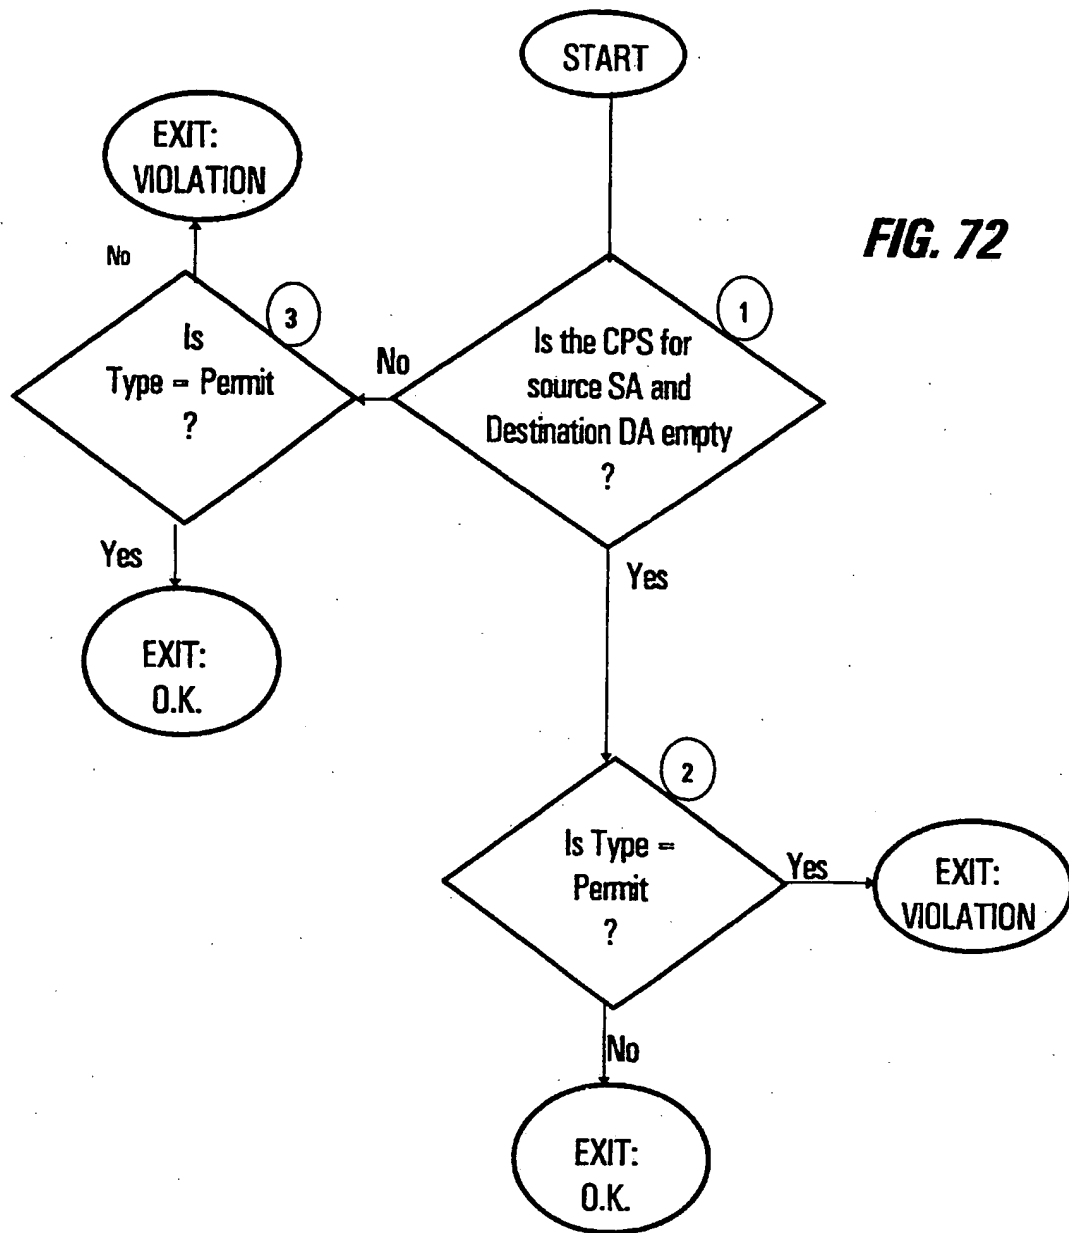 START
EXIT:
VIOLATION
FIG. 72
No
3
1
Is
Type = Permit
?
No
Is the CPS for
source SA and
Destination DA empty
?
Yes
Yes
EXIT:
O.K.
2
Is Type =
Permit
?
Yes
EXIT:
VIOLATION
No
EXIT:
O.K.